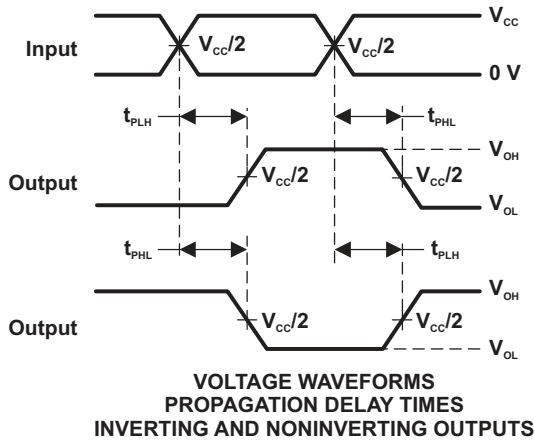 V_CC
Input V_CC/2 V_CC/2
0 V
t_PLH t_PHL
V_OH
Output V_CC/2 V_CC/2
V_OL
t_PHL t_PLH
V_OH
Output V_CC/2 V_CC/2
V_OL
VOLTAGE WAVEFORMS
PROPAGATION DELAY TIMES
INVERTING AND NONINVERTING OUTPUTS